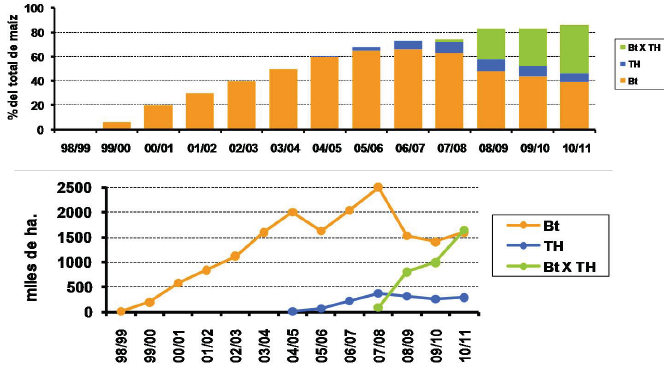 % del total de maíz
100
80
60
40
20
0
98/99 99/00 00/01 01/02 02/03 03/04 04/05 05/06 06/07 07/08 08/09 09/10 10/11
Bt X TH
TH
Bt
miles de ha.
2500
2000
1500
1000
500
0
98/99 99/00 00/01 01/02 02/03 03/04 04/05 05/06 06/07 07/08 08/09 09/10 10/11
Bt
TH
Bt X TH